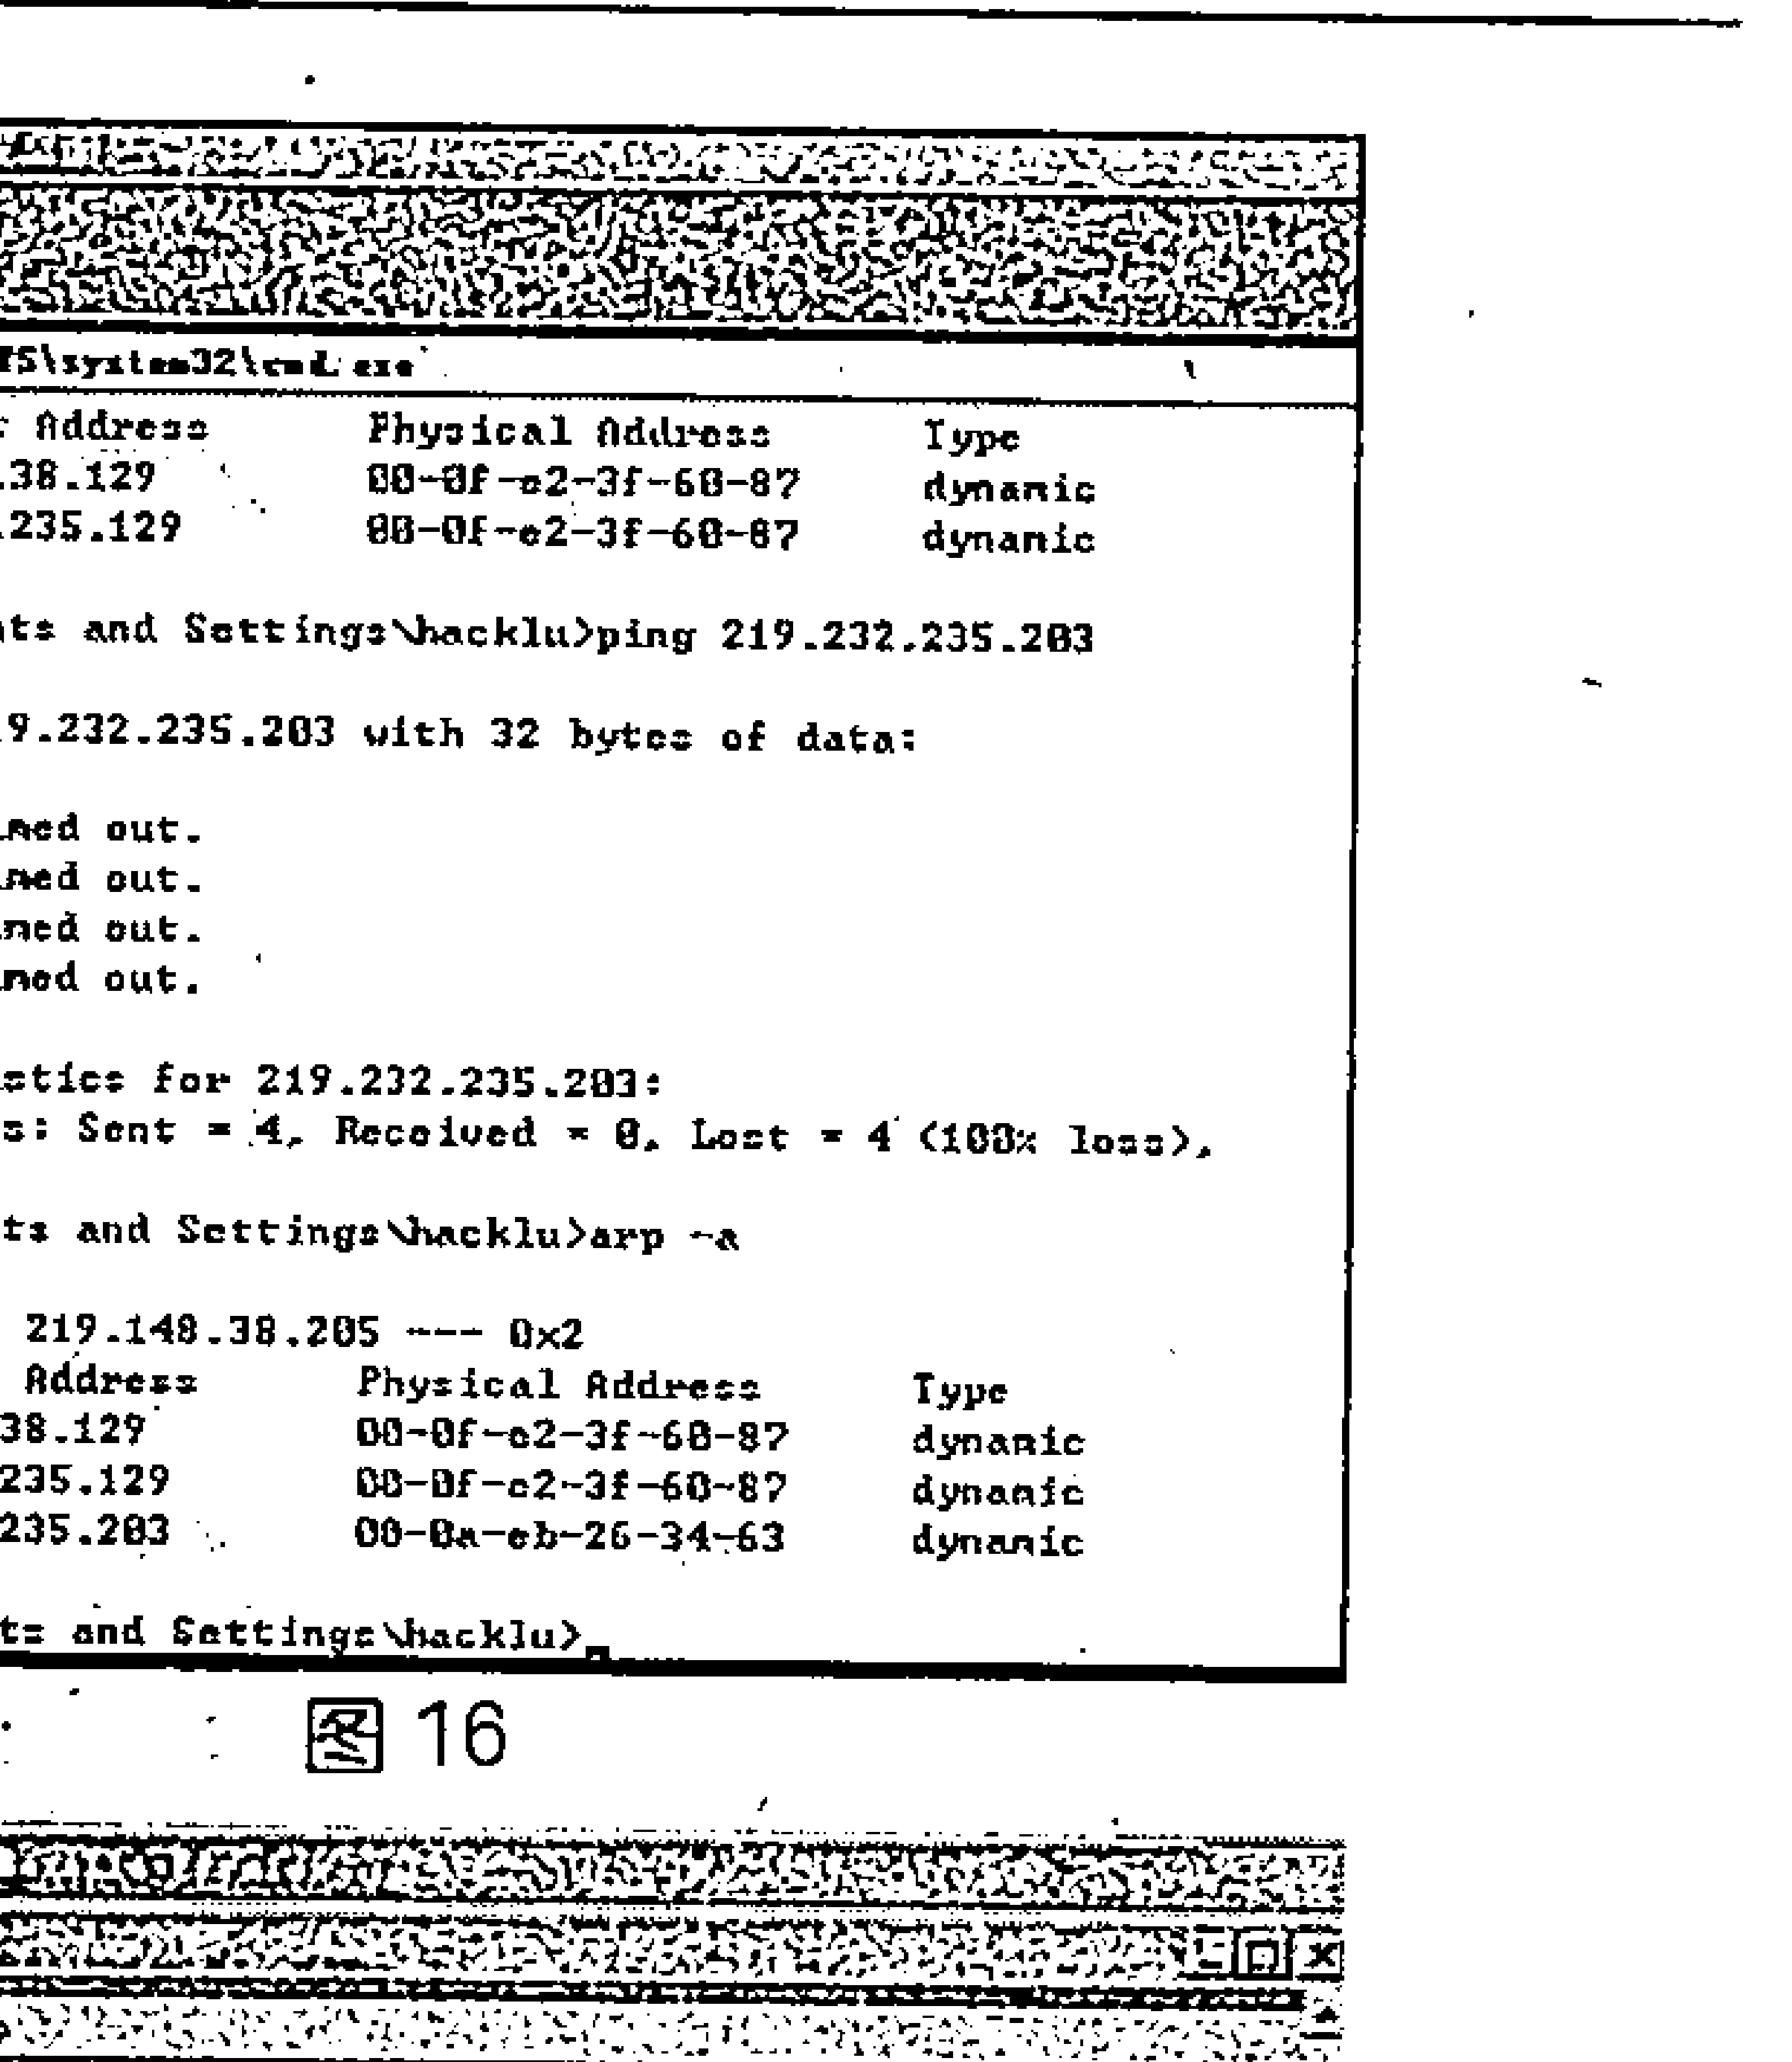 TS\system32\cmd.exe
Address Physical Address Type
.38.129 00-0f-e2-3f-60-87 dynamic
.235.129 00-0f-e2-3f-60-87 dynamic
nts and Settings\hacklu>ping 219.232.235.203
9.232.235.203 with 32 bytes of data:
med out.
med out.
med out.
med out.
stics for 219.232.235.203:
s: Sent = 4, Received = 0, Lost = 4 (100% loss),
ts and Settings\hacklu>arp -a
219.148.38.205 --- 0x2
Address Physical Address Type
38.129 00-0f-e2-3f-60-87 dynamic
235.129 00-0f-e2-3f-60-87 dynamic
235.203 00-0a-eb-26-34-63 dynamic
ts and Settings\hacklu>
图 16